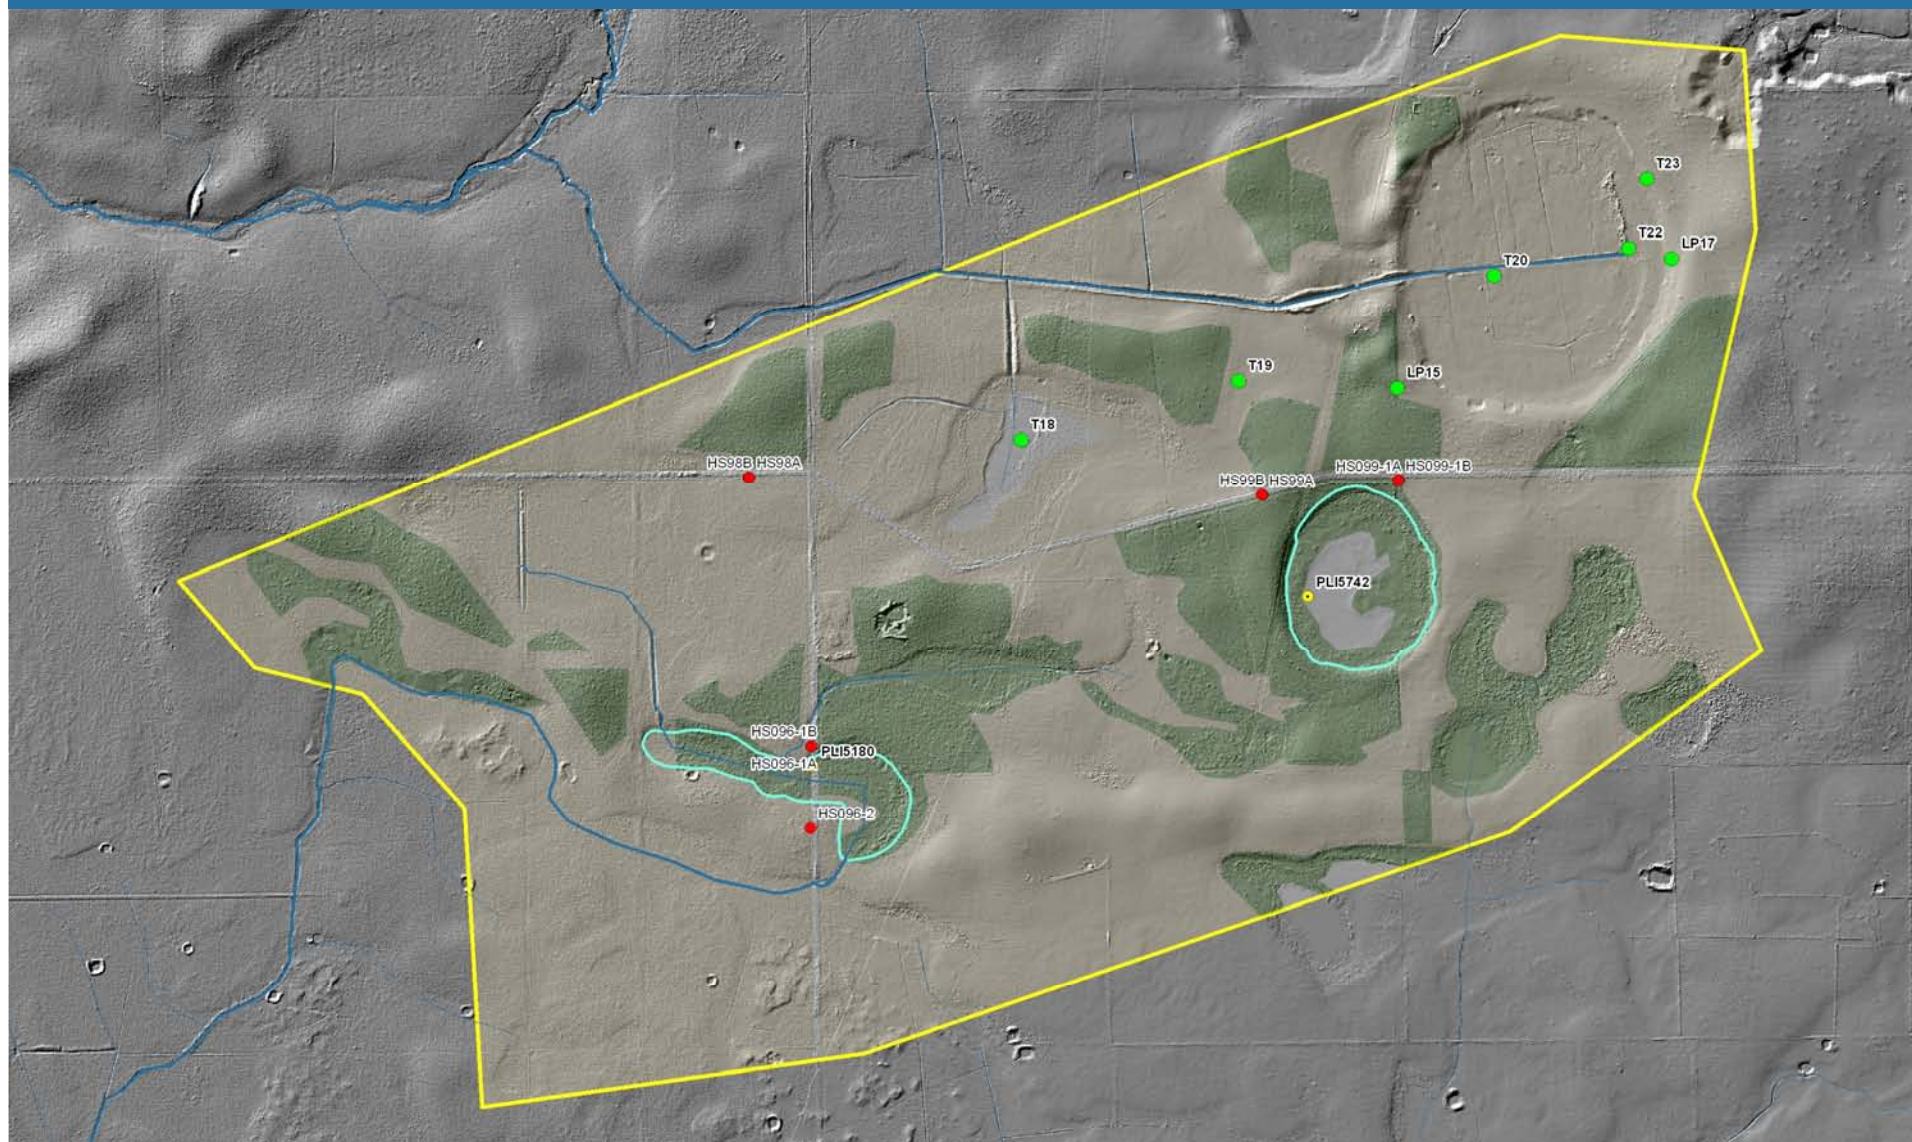 T23
T22
LP17
T20
T19
LP15
T18
HS98B HS98A
HS099-1A HS099-1B
HS99B HS99A
PLI5742
HS096-1B
PLI5180
HS096-1A
HS096-2